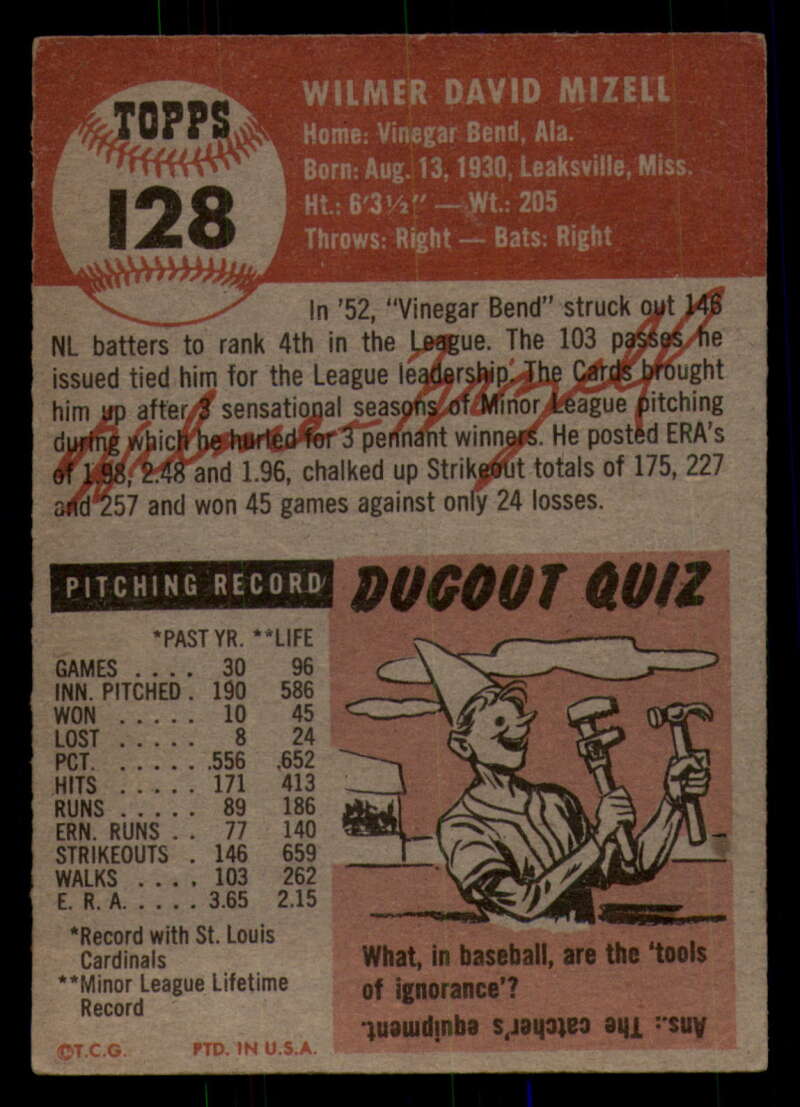 TOPPS
128
WILMER DAVID MIZELL
Home: Vinegar Bend, Ala.
Born: Aug. 13, 1930, Leaksville, Miss.
Ht.: 6'3½" — Wt.: 205
Throws: Right — Bats: Right
In '52, "Vinegar Bend" struck out 146
NL batters to rank 4th in the League. The 103 passes he
issued tied him for the League leadership. The Cards brought
him up after 3 sensational seasons of Minor League pitching
during which he hurled for 3 pennant winners. He posted ERA's
of 1.98, 2.48 and 1.96, chalked up Strikeout totals of 175, 227
and 257 and won 45 games against only 24 losses.
PITCHING RECORD
*PAST YR. **LIFE
GAMES . . . . 30 96
INN. PITCHED . 190 586
WON . . . . . 10 45
LOST . . . . . 8 24
PCT. . . . . . .556 .652
HITS . . . . . 171 413
RUNS . . . . . 89 186
ERN. RUNS . . 77 140
STRIKEOUTS . 146 659
WALKS . . . . 103 262
E. R. A. . . . . . 3.65 2.15
*Record with St. Louis
Cardinals
**Minor League Lifetime
Record
©T.C.G. PTD. IN U.S.A.
DUGOUT QUIZ
What, in baseball, are the 'tools
of ignorance'?
Ans.: The catcher's equipment.